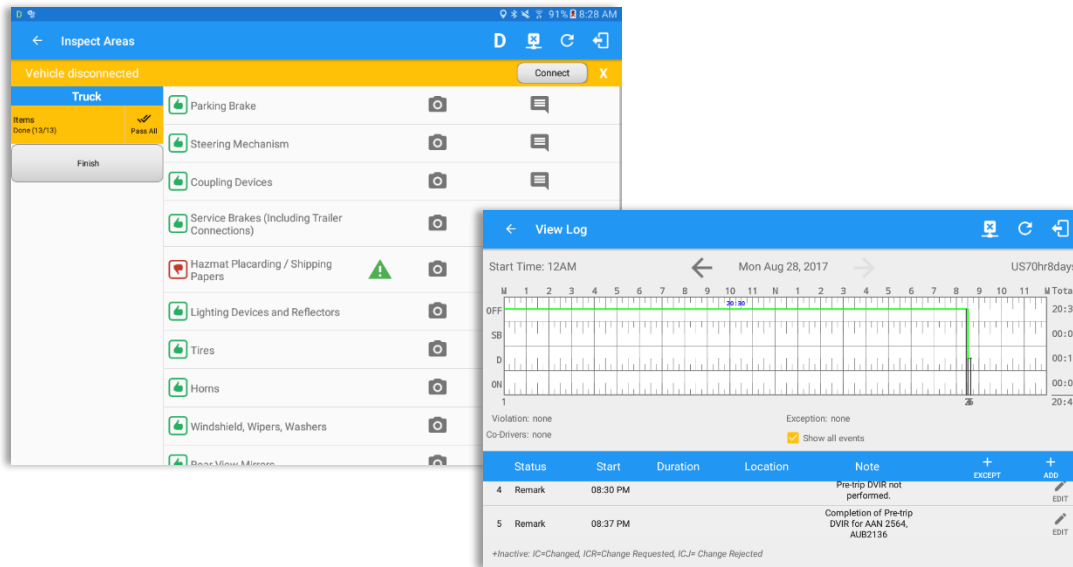 D
91% 8:28 AM
Inspect Areas
D
Vehicle disconnected
Connect
X
Truck
Items
Done (13/13)
Pass All
Finish
Parking Brake
Steering Mechanism
Coupling Devices
Service Brakes (Including Trailer
Connections)
Hazmat Placarding / Shipping
Papers
Lighting Devices and Reflectors
Tires
Horns
Windshield, Wipers, Washers
Rear View Mirrors
View Log
Start Time: 12AM
Mon Aug 28, 2017
US70hr8days
M 1 2 3 4 5 6 7 8 9 10 11 N 1 2 3 4 5 6 7 8 9 10 11 M Tota
20:30
OFF 20:3
SB 00:0
D 00:1
ON 00:0
1
20:4
Violation: none
Exception: none
Co-Drivers: none
Show all events
Status Start Duration Location Note
+ EXCEPT
+ ADD
4 Remark 08:30 PM
Pre-trip DVIR not
performed.
EDIT
5 Remark 08:37 PM
Completion of Pre-trip
DVIR for AAN 2564,
AUB2136
EDIT
+Inactive: IC=Changed, ICR=Change Requested, ICJ= Change Rejected